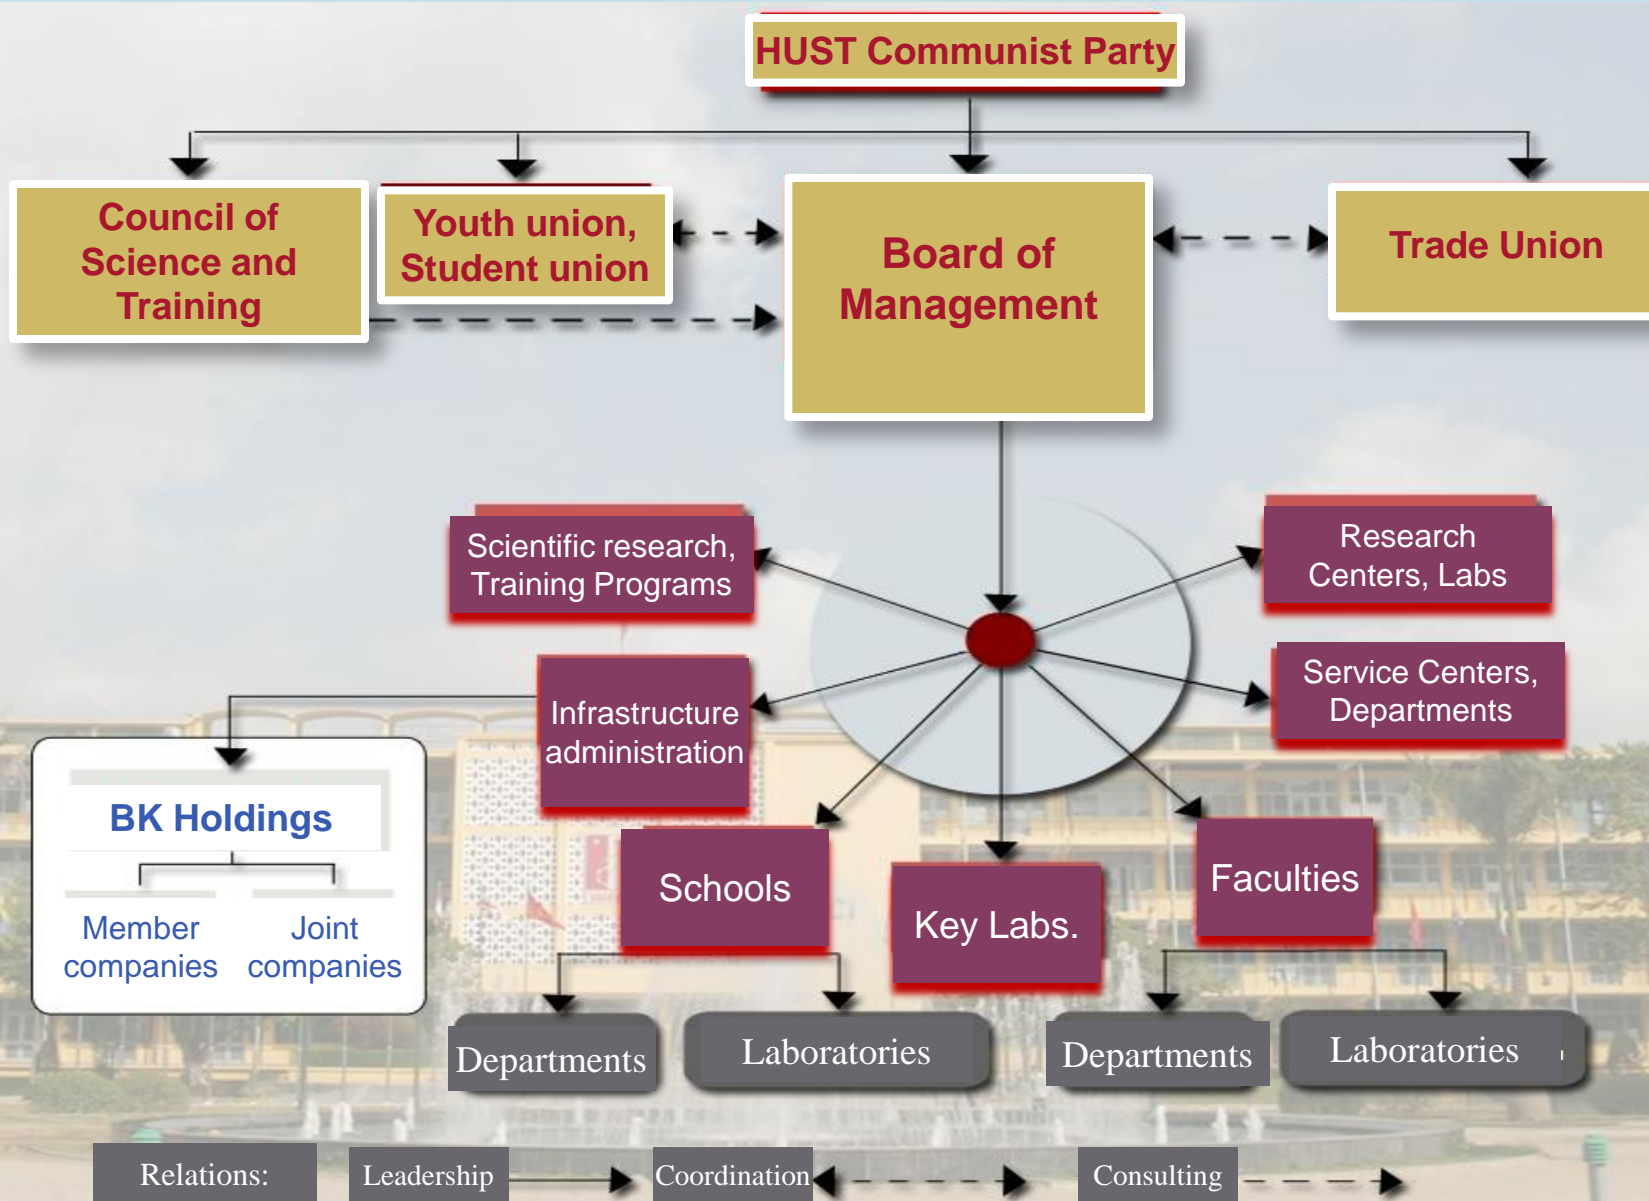 HUST Communist Party
Council of
Science and
Training
Youth union,
Student union
Board of
Management
Trade Union
Scientific research,
Training Programs
Research
Centers, Labs
Service Centers,
Departments
Infrastructure
administration
BK Holdings
Member
companies
Joint
companies
Schools
Key Labs.
Faculties
Departments
Laboratories
Departments
Laboratories
Relations:
Leadership
Coordination
Consulting